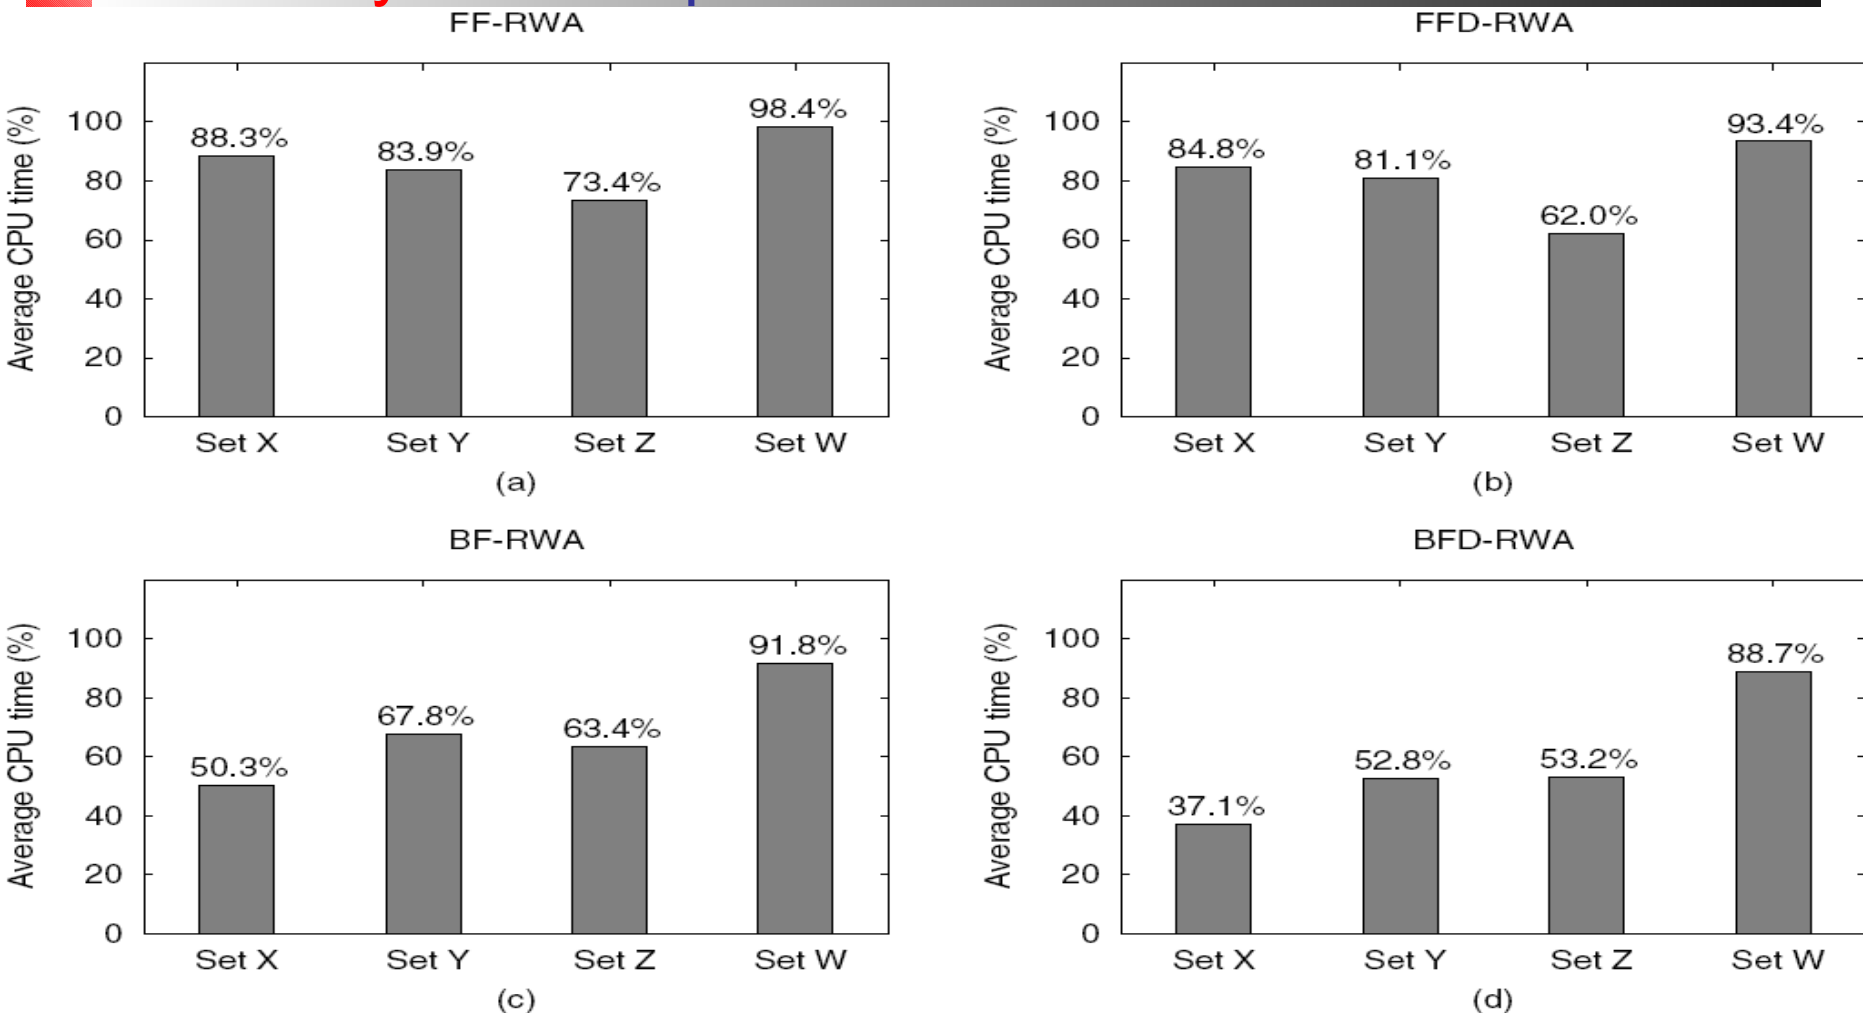 FF-RWA
Average CPU time (%)
100
80
60
40
20
0
88.3%
83.9%
73.4%
98.4%
Set X
Set Y
Set Z
Set W
(a)
FFD-RWA
Average CPU time (%)
100
80
60
40
20
0
84.8%
81.1%
62.0%
93.4%
Set X
Set Y
Set Z
Set W
(b)
BF-RWA
Average CPU time (%)
100
80
60
40
20
0
50.3%
67.8%
63.4%
91.8%
Set X
Set Y
Set Z
Set W
(c)
BFD-RWA
Average CPU time (%)
100
80
60
40
20
0
37.1%
52.8%
53.2%
88.7%
Set X
Set Y
Set Z
Set W
(d)